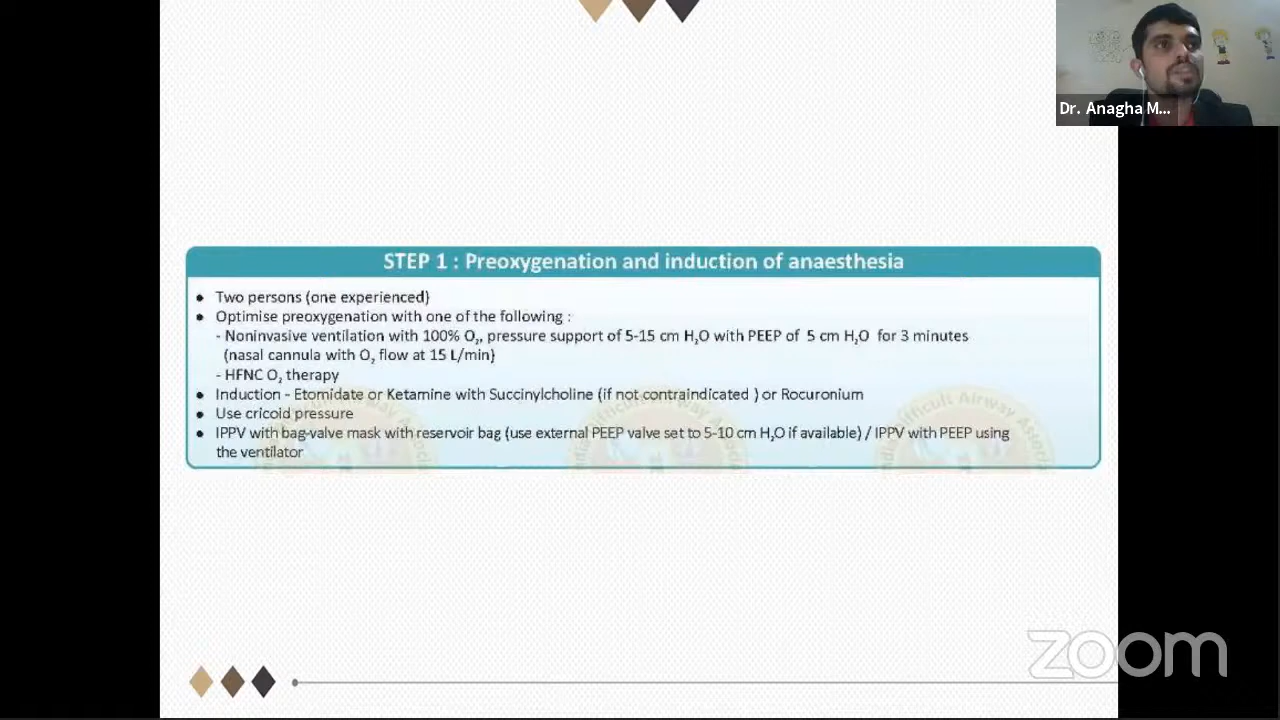 Dr. Anagha M...
STEP 1 : Preoxygenation and induction of anaesthesia
● Two persons (one experienced)
● Optimise preoxygenation with one of the following :
- Noninvasive ventilation with 100% O₂, pressure support of 5-15 cm H₂O with PEEP of 5 cm H₂O for 3 minutes
(nasal cannula with O₂ flow at 15 L/min)
- HFNC O₂ therapy
● Induction - Etomidate or Ketamine with Succinylcholine (if not contraindicated ) or Rocuronium
● Use cricoid pressure
● IPPV with bag-valve mask with reservoir bag (use external PEEP valve set to 5-10 cm H₂O if available) / IPPV with PEEP using
the ventilator
Difficult Airway
zoom